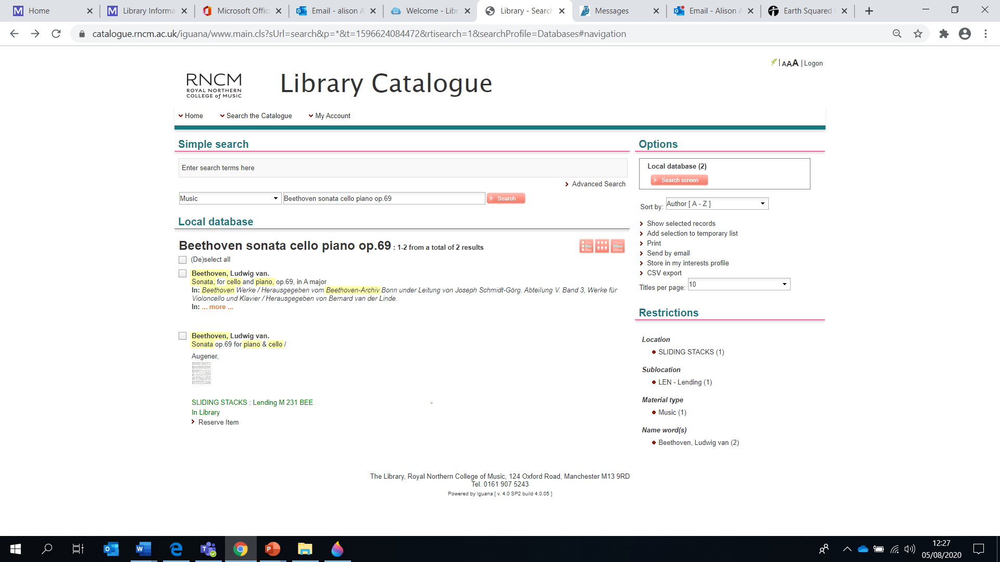 Home
Library Informa
Microsoft Offic
Email - alison A
Welcome - Libr
Library - Search
Messages
Email - Alison A
Earth Squared
catalogue.rncm.ac.uk/iguana/www.main.cls?sUrl=search&p=*&t=1596624084472&rtisearch=1&searchProfile=Databases#navigation
| AAA | Logon
RNCM
ROYAL NORTHERN
COLLEGE of MUSIC
Library Catalogue
Home
Search the Catalogue
My Account
Simple search
Enter search terms here
Advanced Search
Music
Beethoven sonata cello piano op.69
Search
Local database
Beethoven sonata cello piano op.69 : 1-2 from a total of 2 results
(De)select all
Beethoven, Ludwig van.
Sonata, for cello and piano, op.69, in A major
In: Beethoven Werke / Herausgegeben vom Beethoven-Archiv Bonn under Leitung von Joseph Schmidt-Görg. Abteilung V. Band 3, Werke für
Violoncello und Klavier / Herausgegeben von Bernard van der Linde.
In: ... more ...
Beethoven, Ludwig van.
Sonata op.69 for piano & cello /
Augener,
SLIDING STACKS : Lending M 231 BEE -
In Library
Reserve Item
Options
Local database (2)
Search screen
Sort by: Author [ A - Z ]
Show selected records
Add selection to temporary list
Print
Send by email
Store in my interests profile
CSV export
Titles per page: 10
Restrictions
Location
SLIDING STACKS (1)
Sublocation
LEN - Lending (1)
Material type
Music (1)
Name word(s)
Beethoven, Ludwig van (2)
The Library, Royal Northern College of Music, 124 Oxford Road, Manchester M13 9RD
Tel. 0161 907 5243
Powered by Iguana [ v. 4.0 SP2 build 4.0.05 ]
12:27
05/08/2020